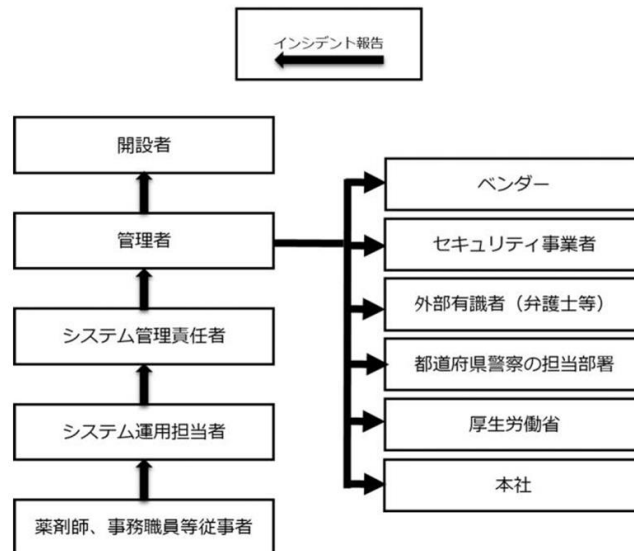 インシデント報告
開設者
管理者
システム管理責任者
システム運用担当者
薬剤師、事務職員等従事者
ベンダー
セキュリティ事業者
外部有識者（弁護士等）
都道府県警察の担当部署
厚生労働省
本社